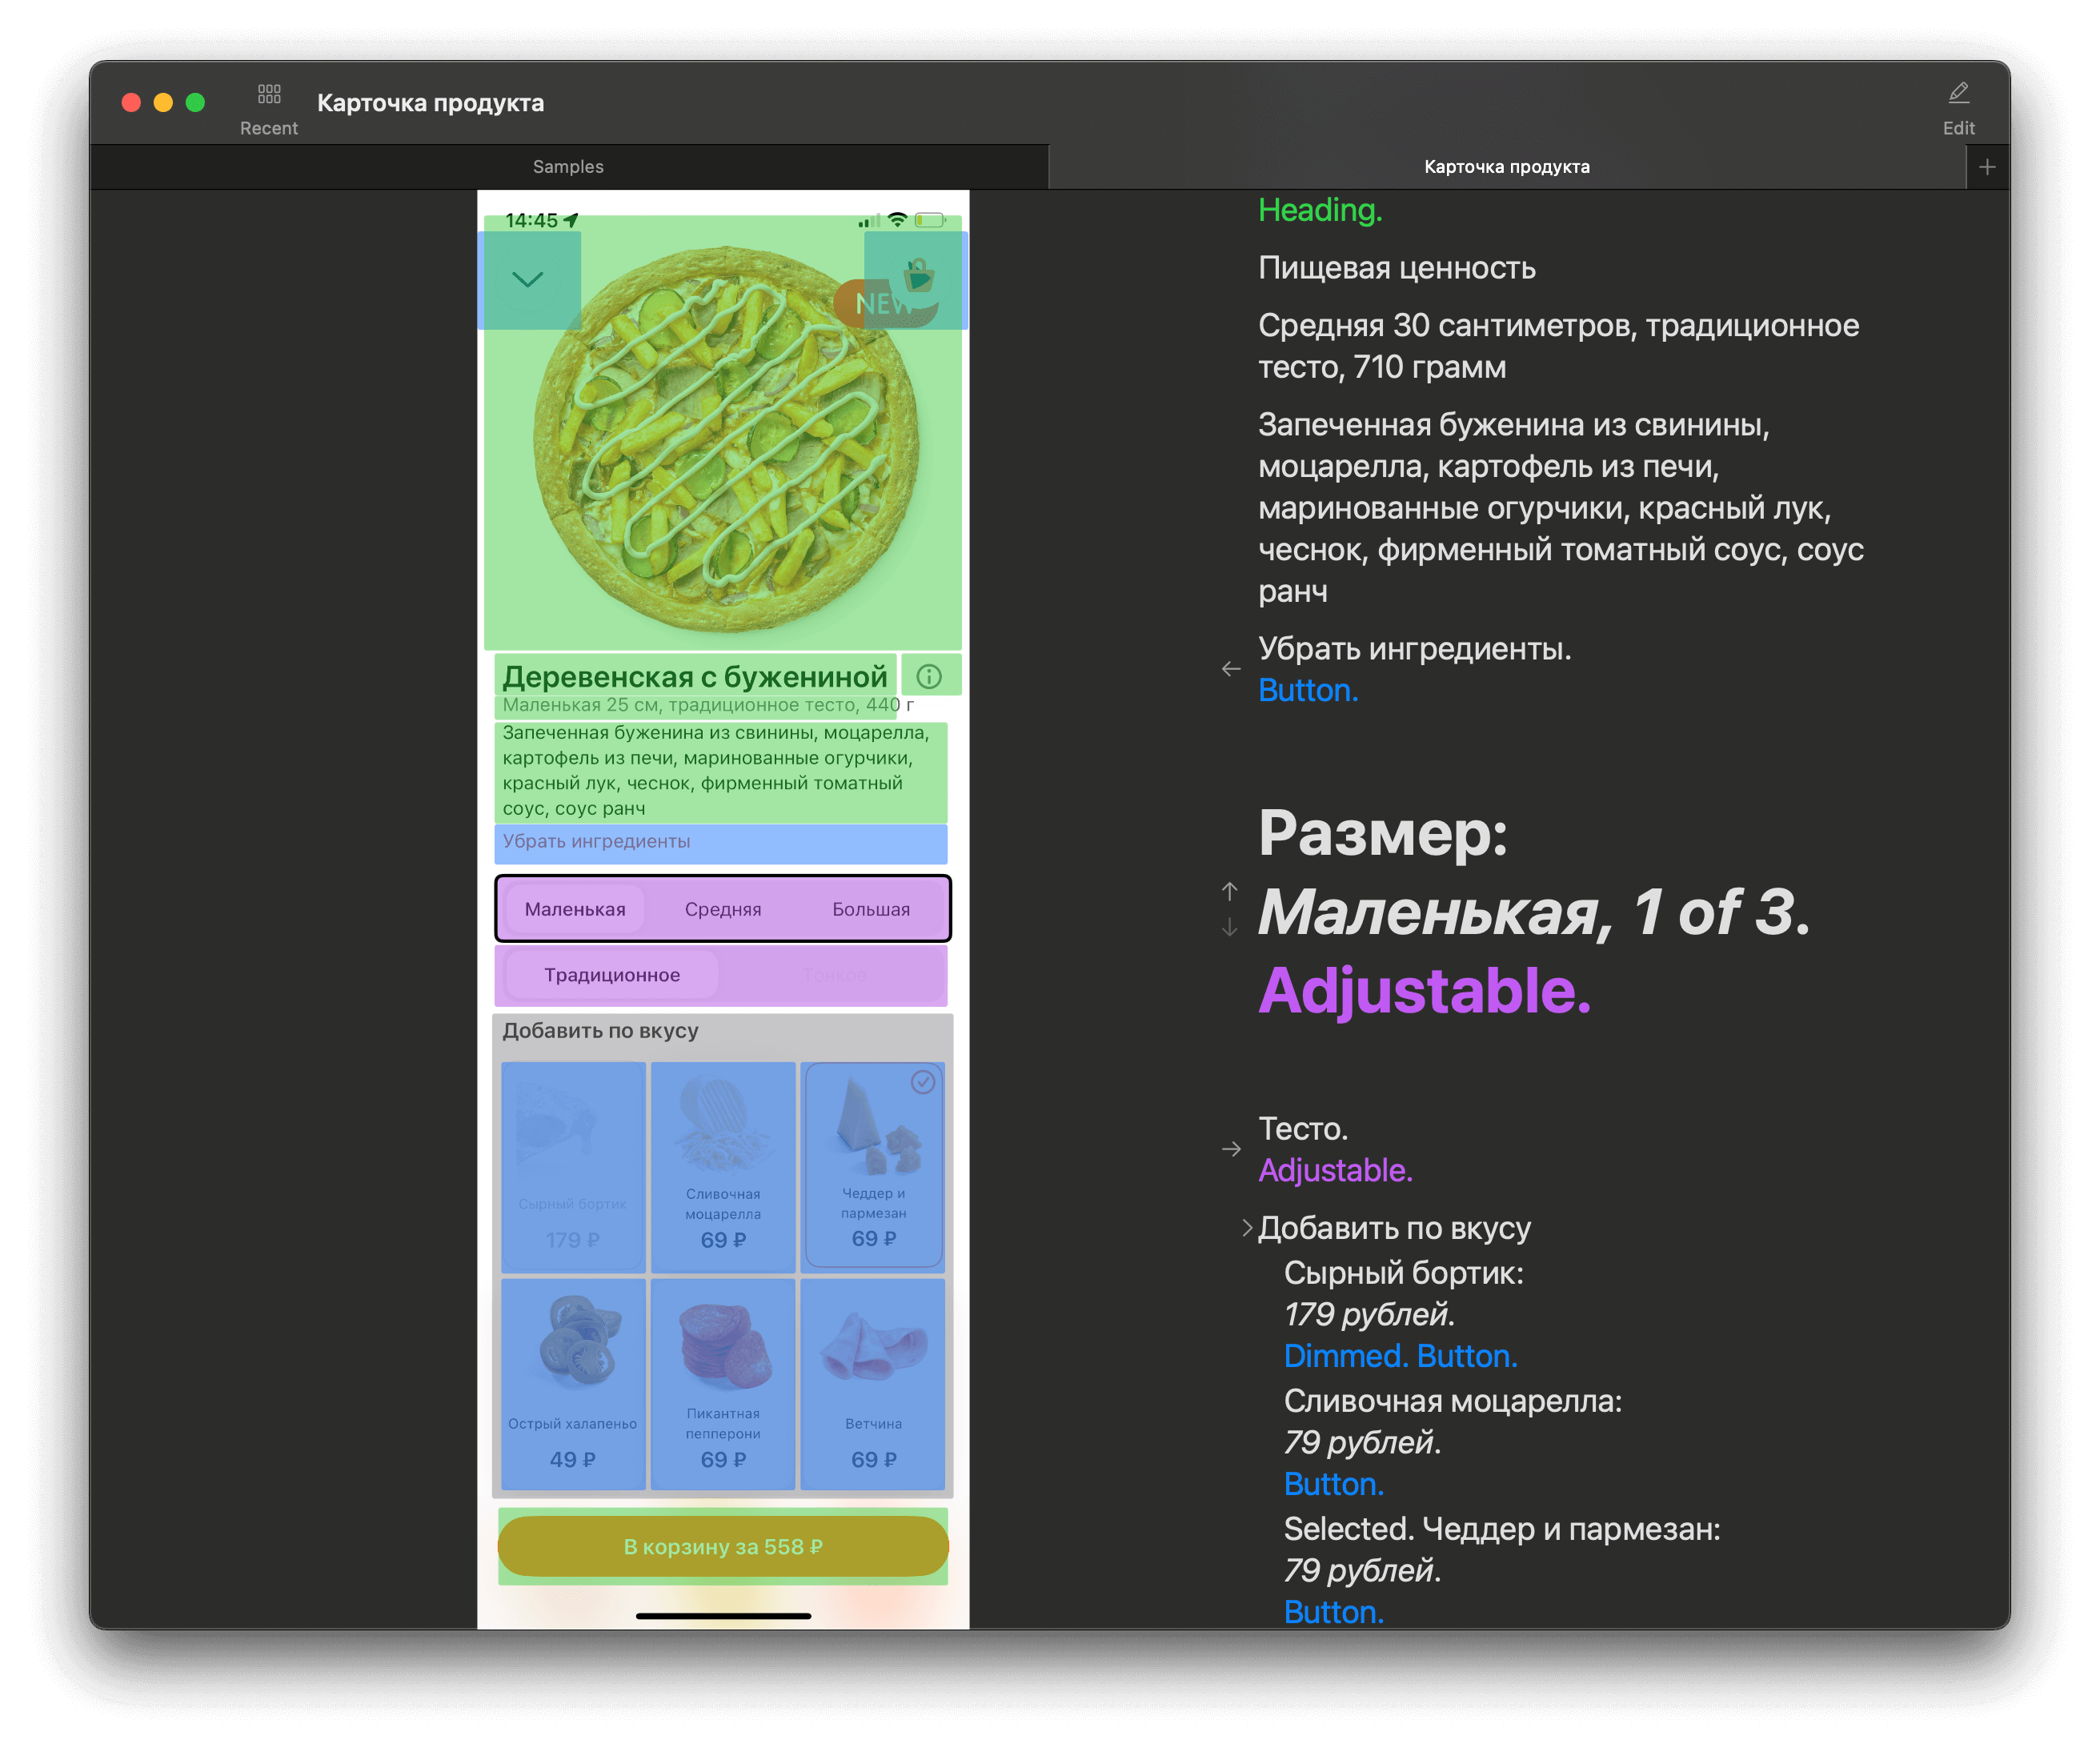 Recent
Карточка продукта
Edit
Samples
Карточка продукта
14:45
NEW
Деревенская с бужениной
Маленькая 25 см, традиционное тесто, 440 г
Запеченная буженина из свинины, моцарелла,
картофель из печи, маринованные огурчики,
красный лук, чеснок, фирменный томатный
соус, соус ранч
Убрать ингредиенты
Маленькая Средняя Большая
Традиционное Тонкое
Добавить по вкусу
Сырный бортик
179 ₽
Сливочная
моцарелла
69 ₽
Чеддер и
пармезан
69 ₽
Острый халапеньо
49 ₽
Пикантная
пепперони
69 ₽
Ветчина
69 ₽
В корзину за 558 ₽
Heading.
Пищевая ценность
Средняя 30 сантиметров, традиционное
тесто, 710 грамм
Запеченная буженина из свинины,
моцарелла, картофель из печи,
маринованные огурчики, красный лук,
чеснок, фирменный томатный соус, соус
ранч
Убрать ингредиенты.
Button.
Размер:
Маленькая, 1 of 3.
Adjustable.
Тесто.
Adjustable.
Добавить по вкусу
Сырный бортик:
179 рублей.
Dimmed. Button.
Сливочная моцарелла:
79 рублей.
Button.
Selected. Чеддер и пармезан:
79 рублей.
Button.